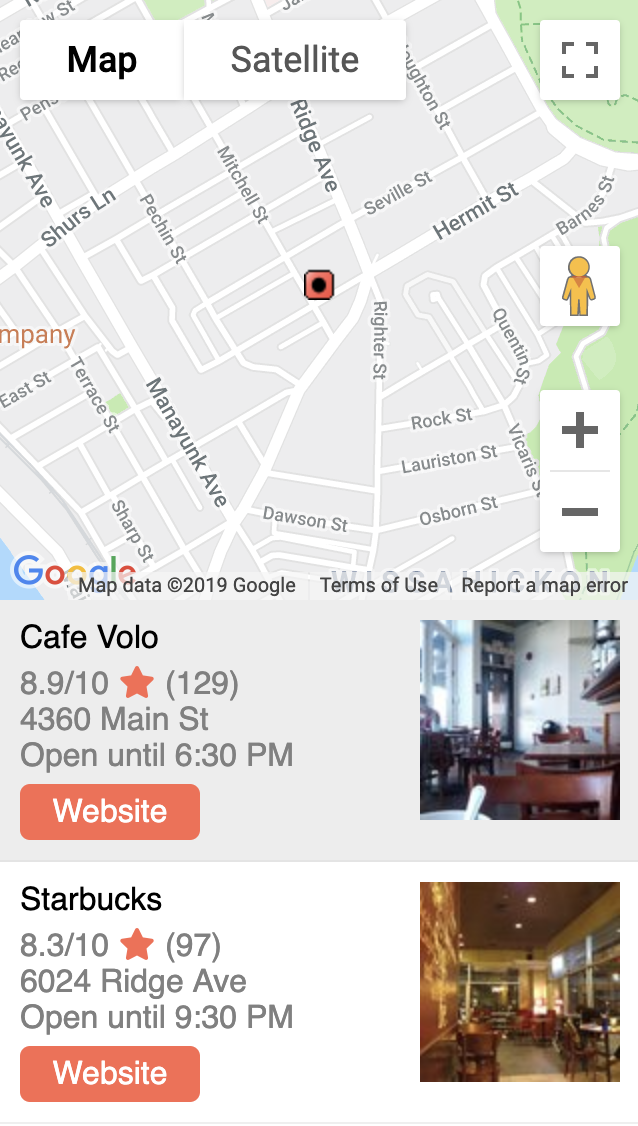 Map
Satellite
Ridge Ave
Mitchell St
Seville St
Hermit St
Barnes St
Shurs Ln
Pechin St
Righter St
Quentin St
mpany
East St
Terrace St
Manayunk Ave
Rock St
Lauriston St
Vicaris S
Sharp St
Dawson St
Osborn St
Google
Map data ©2019 Google
Terms of Use
Report a map error
Cafe Volo
8.9/10 (129)
4360 Main St
Open until 6:30 PM
Website
Starbucks
8.3/10 (97)
6024 Ridge Ave
Open until 9:30 PM
Website